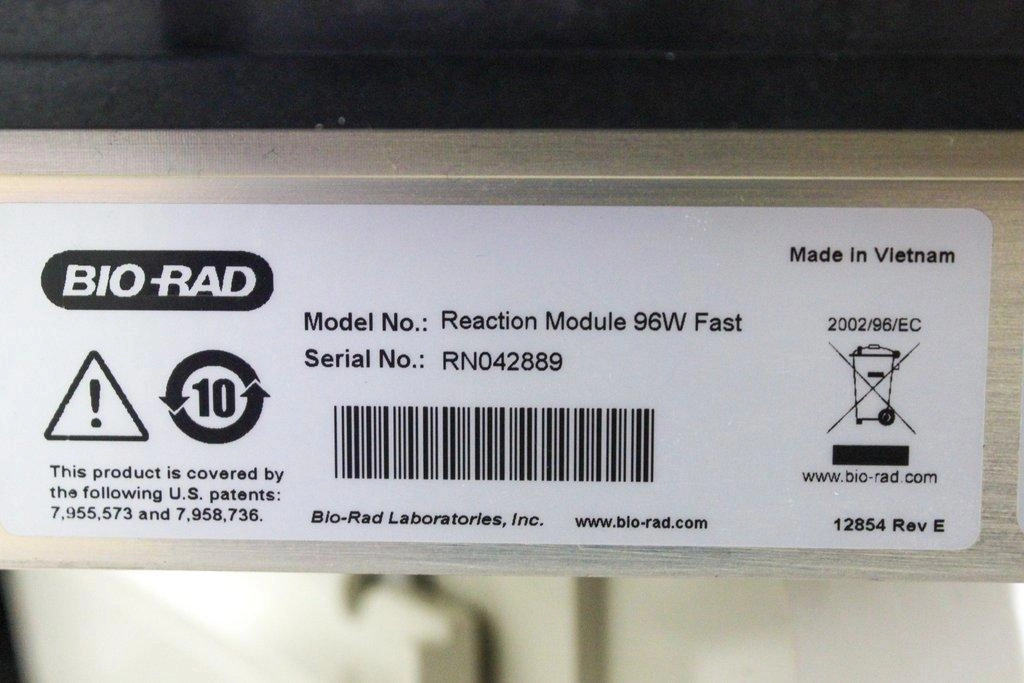 BIO-RAD
Made in Vietnam
Model No.: Reaction Module 96W Fast
Serial No.: RN042889
2002/96/EC
10
This product is covered by
the following U.S. patents:
7,955,573 and 7,958,736.
Bio-Rad Laboratories, Inc. www.bio-rad.com
www.bio-rad.com
12854 Rev E